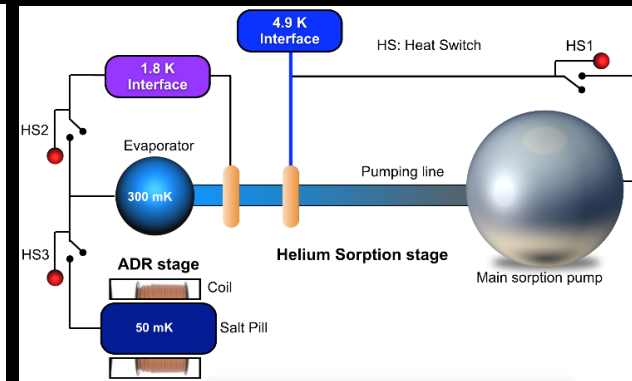 4.9 K
Interface
HS: Heat Switch
HS1
1.8 K
Interface
HS2
Evaporator
300 mK
Pumping line
HS3
ADR stage
Helium Sorption stage
Main sorption pump
Coil
50 mK
Salt Pill